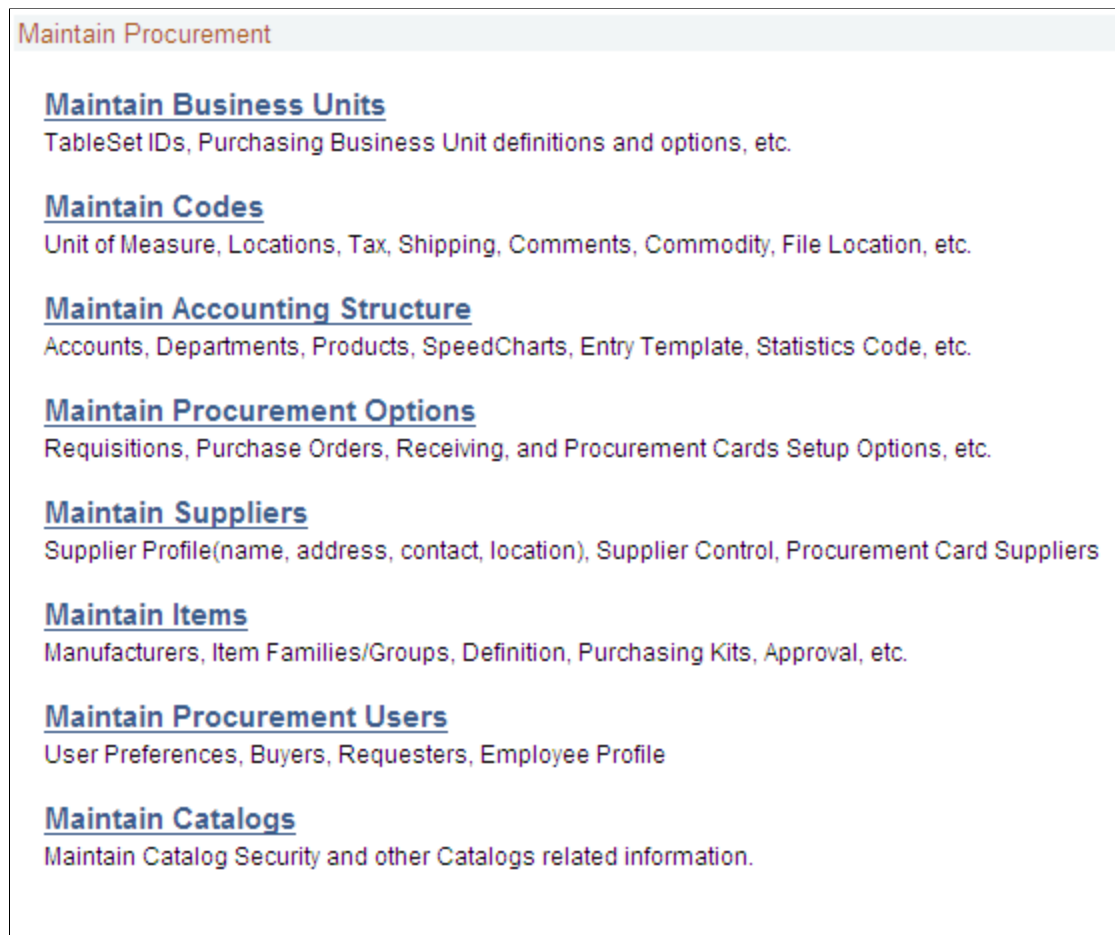 Maintain Procurement
Maintain Business Units
TableSet IDs, Purchasing Business Unit definitions and options, etc.
Maintain Codes
Unit of Measure, Locations, Tax, Shipping, Comments, Commodity, File Location, etc.
Maintain Accounting Structure
Accounts, Departments, Products, SpeedCharts, Entry Template, Statistics Code, etc.
Maintain Procurement Options
Requisitions, Purchase Orders, Receiving, and Procurement Cards Setup Options, etc.
Maintain Suppliers
Supplier Profile(name, address, contact, location), Supplier Control, Procurement Card Suppliers
Maintain Items
Manufacturers, Item Families/Groups, Definition, Purchasing Kits, Approval, etc.
Maintain Procurement Users
User Preferences, Buyers, Requesters, Employee Profile
Maintain Catalogs
Maintain Catalog Security and other Catalogs related information.